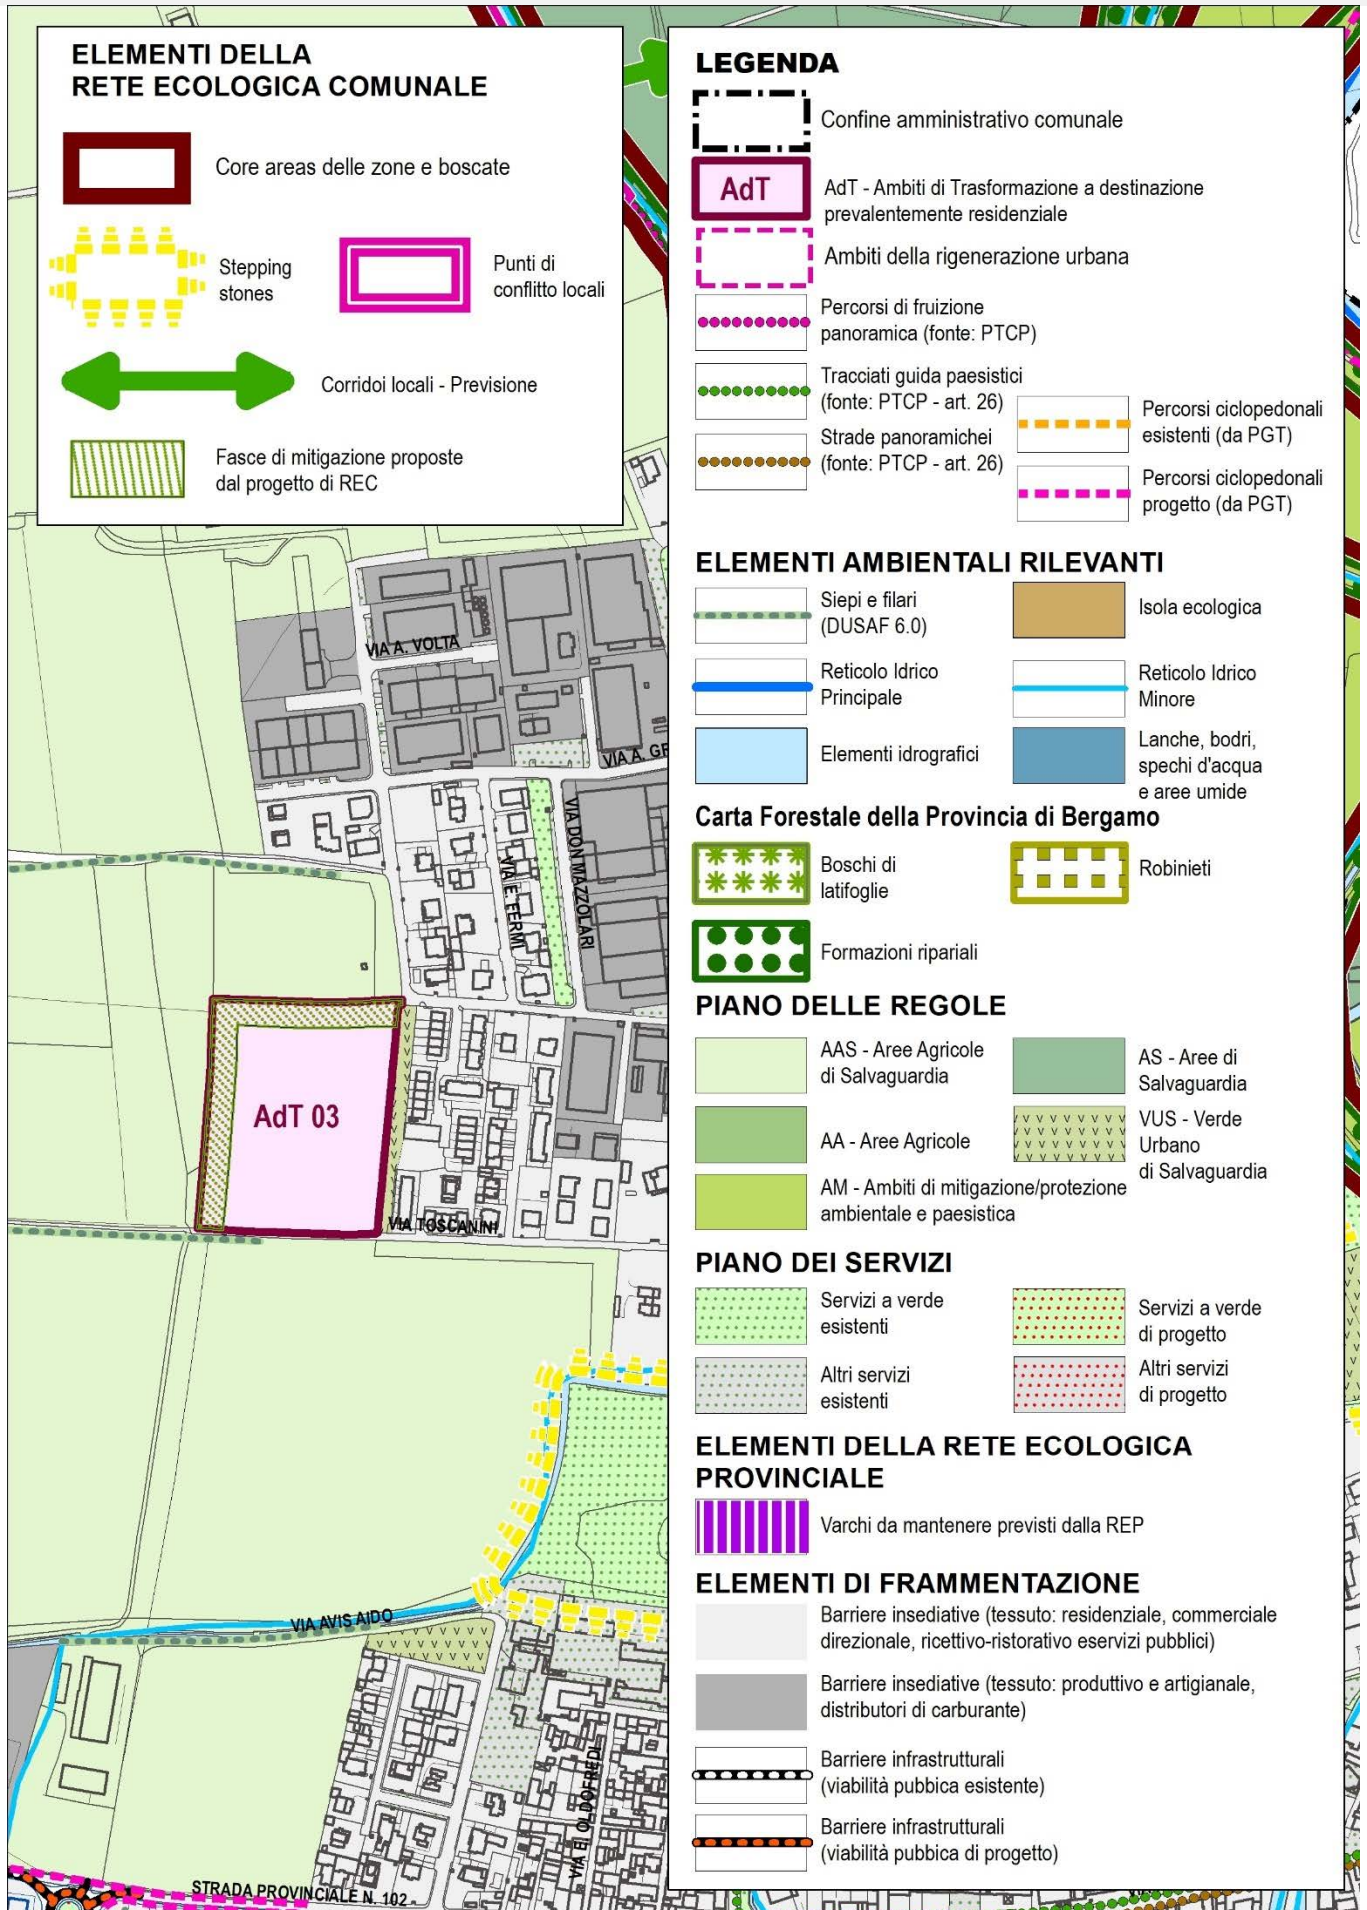 ELEMENTI DELLA
RETE ECOLOGICA COMUNALE
Core areas delle zone e boscate
Stepping
stones
Punti di
conflitto locali
Corridoi locali - Previsione
Fasce di mitigazione proposte
dal progetto di REC
LEGENDA
Confine amministrativo comunale
AdT
AdT - Ambiti di Trasformazione a destinazione
prevalentemente residenziale
Ambiti della rigenerazione urbana
Percorsi di fruizione
panoramica (fonte: PTCP)
Tracciati guida paesistici
(fonte: PTCP - art. 26)
Strade panoramichei
(fonte: PTCP - art. 26)
Percorsi ciclopedonali
esistenti (da PGT)
Percorsi ciclopedonali
progetto (da PGT)
ELEMENTI AMBIENTALI RILEVANTI
Siepi e filari
(DUSAF 6.0)
Isola ecologica
Reticolo Idrico
Principale
Reticolo Idrico
Minore
Elementi idrografici
Lanche, bodri,
spechi d'acqua
e aree umide
Carta Forestale della Provincia di Bergamo
Boschi di
latifoglie
Robinieti
Formazioni ripariali
PIANO DELLE REGOLE
AAS - Aree Agricole
di Salvaguardia
AS - Aree di
Salvaguardia
AA - Aree Agricole
VUS - Verde
Urbano
di Salvaguardia
AM - Ambiti di mitigazione/protezione
ambientale e paesistica
PIANO DEI SERVIZI
Servizi a verde
esistenti
Servizi a verde
di progetto
Altri servizi
esistenti
Altri servizi
di progetto
ELEMENTI DELLA RETE ECOLOGICA
PROVINCIALE
Varchi da mantenere previsti dalla REP
ELEMENTI DI FRAMMENTAZIONE
Barriere insediative (tessuto: residenziale, commerciale
direzionale, ricettivo-ristorativo eservizi pubblici)
Barriere insediative (tessuto: produttivo e artigianale,
distributori di carburante)
Barriere infrastrutturali
(viabilità pubbica esistente)
Barriere infrastrutturali
(viabilità pubbica di progetto)
VIA A. VOLTA
VIA A. GF
VIA DON MAZZOLARI
VIA E. FERMI
AdT 03
VIA TOSCANINI
VIA AVIS AIDO
VIA E. OLDOFREDI
STRADA PROVINCIALE N. 102